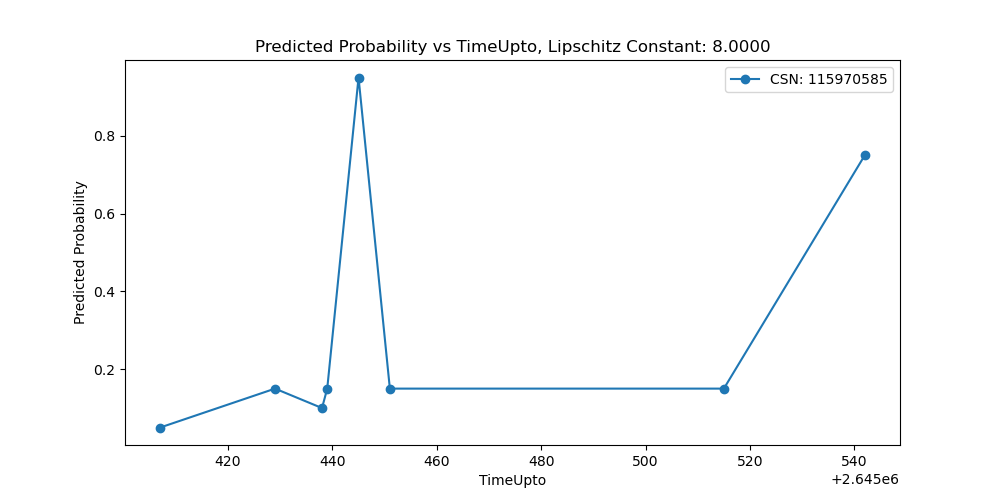 Predicted Probability vs TimeUpto, Lipschitz Constant: 8.0000
CSN: 115970585
Predicted Probability
0.8
0.6
0.4
0.2
420 440 460 480 500 520 540
TimeUpto
+2.645e6